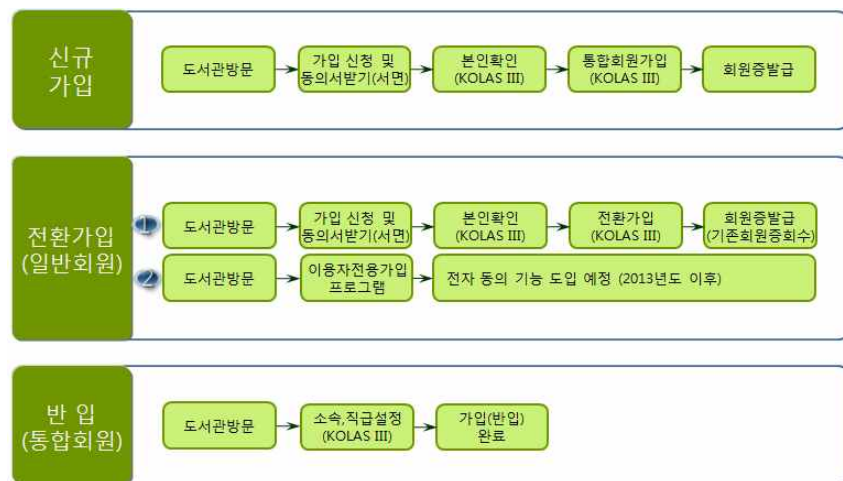 신규
가입
도서관방문
가입 신청 및
동의서받기(서면)
본인확인
(KOLAS III)
통합회원가입
(KOLAS III)
회원증발급
전환가입
(일반회원)
1
도서관방문
가입 신청 및
동의서받기(서면)
본인확인
(KOLAS III)
전환가입
(KOLAS III)
회원증발급
(기존회원증회수)
2
도서관방문
이용자전용가입
프로그램
전자 동의 기능 도입 예정 (2013년도 이후)
반 입
(통합회원)
도서관방문
소속,직급설정
(KOLAS III)
가입(반입)
완료